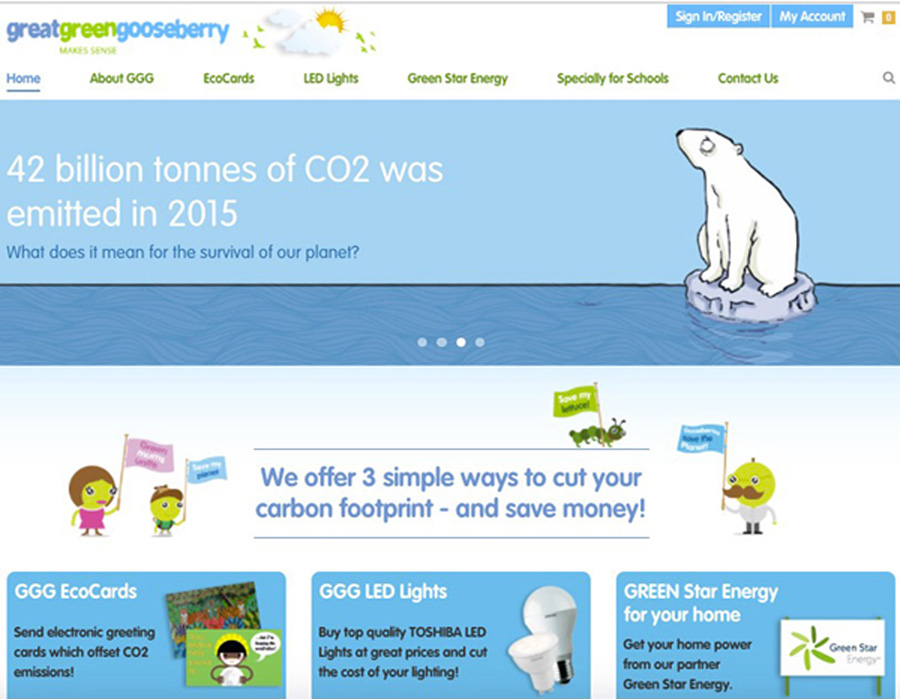 greatgreengooseberry
MAKES SENSE
Sign In/Register
My Account
0
Home
About GGG
EcoCards
LED Lights
Green Star Energy
Specially for Schools
Contact Us
42 billion tonnes of CO2 was
emitted in 2015
What does it mean for the survival of our planet?
Save my
lettuce!
Green
mums
unite
Save my
planet
Gooseberries
save the
Planet!
We offer 3 simple ways to cut your
carbon footprint - and save money!
GGG EcoCards
Send electronic greeting
cards which offset CO2
emissions!
GGG LED Lights
Buy top quality TOSHIBA LED
Lights at great prices and cut
the cost of your lighting!
GREEN Star Energy
for your home
Get your home power
from our partner
Green Star Energy.
Green Star
Energy